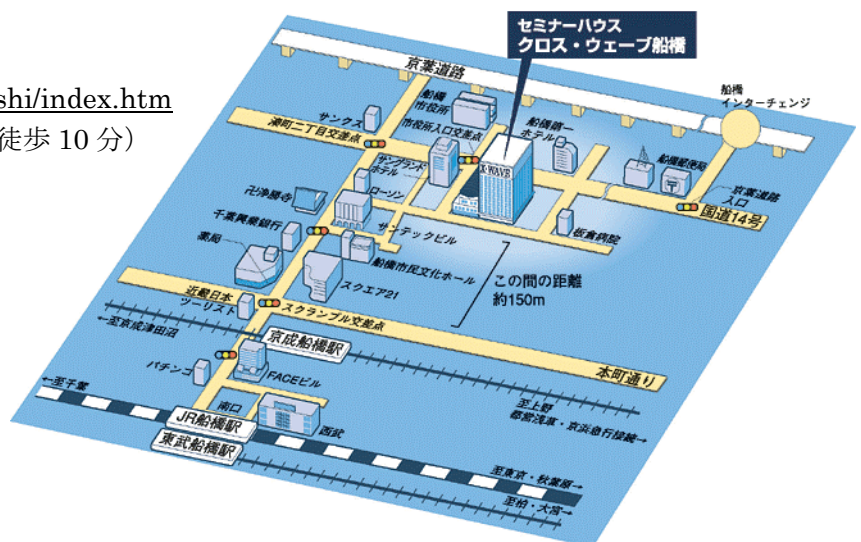 shi/index.htm
徒歩 10 分）
セミナーハウス
クロス・ウェーブ船橋
京葉道路
船橋
インターチェンジ
船橋
市役所
サンクス
湊町二丁目交差点
市役所入口交差点
船橋第一
ホテル
船橋郵便局
サングランド
ホテル
X-WAVE
京葉道路
入口
国道14号
卍浄勝寺
ローソン
千葉興業銀行
サンテックビル
板倉病院
薬局
船橋市民文化ホール
この間の距離
約150m
スクエア21
近畿日本
ツーリスト
スクランブル交差点
←至京成津田沼
京成船橋駅
本町通り
パチンコ
FACEビル
←至千葉
南口
至上野
都営浅草・京浜急行接続→
JR船橋駅
西武
東武船橋駅
至東京・秋葉原→
至柏・大宮→